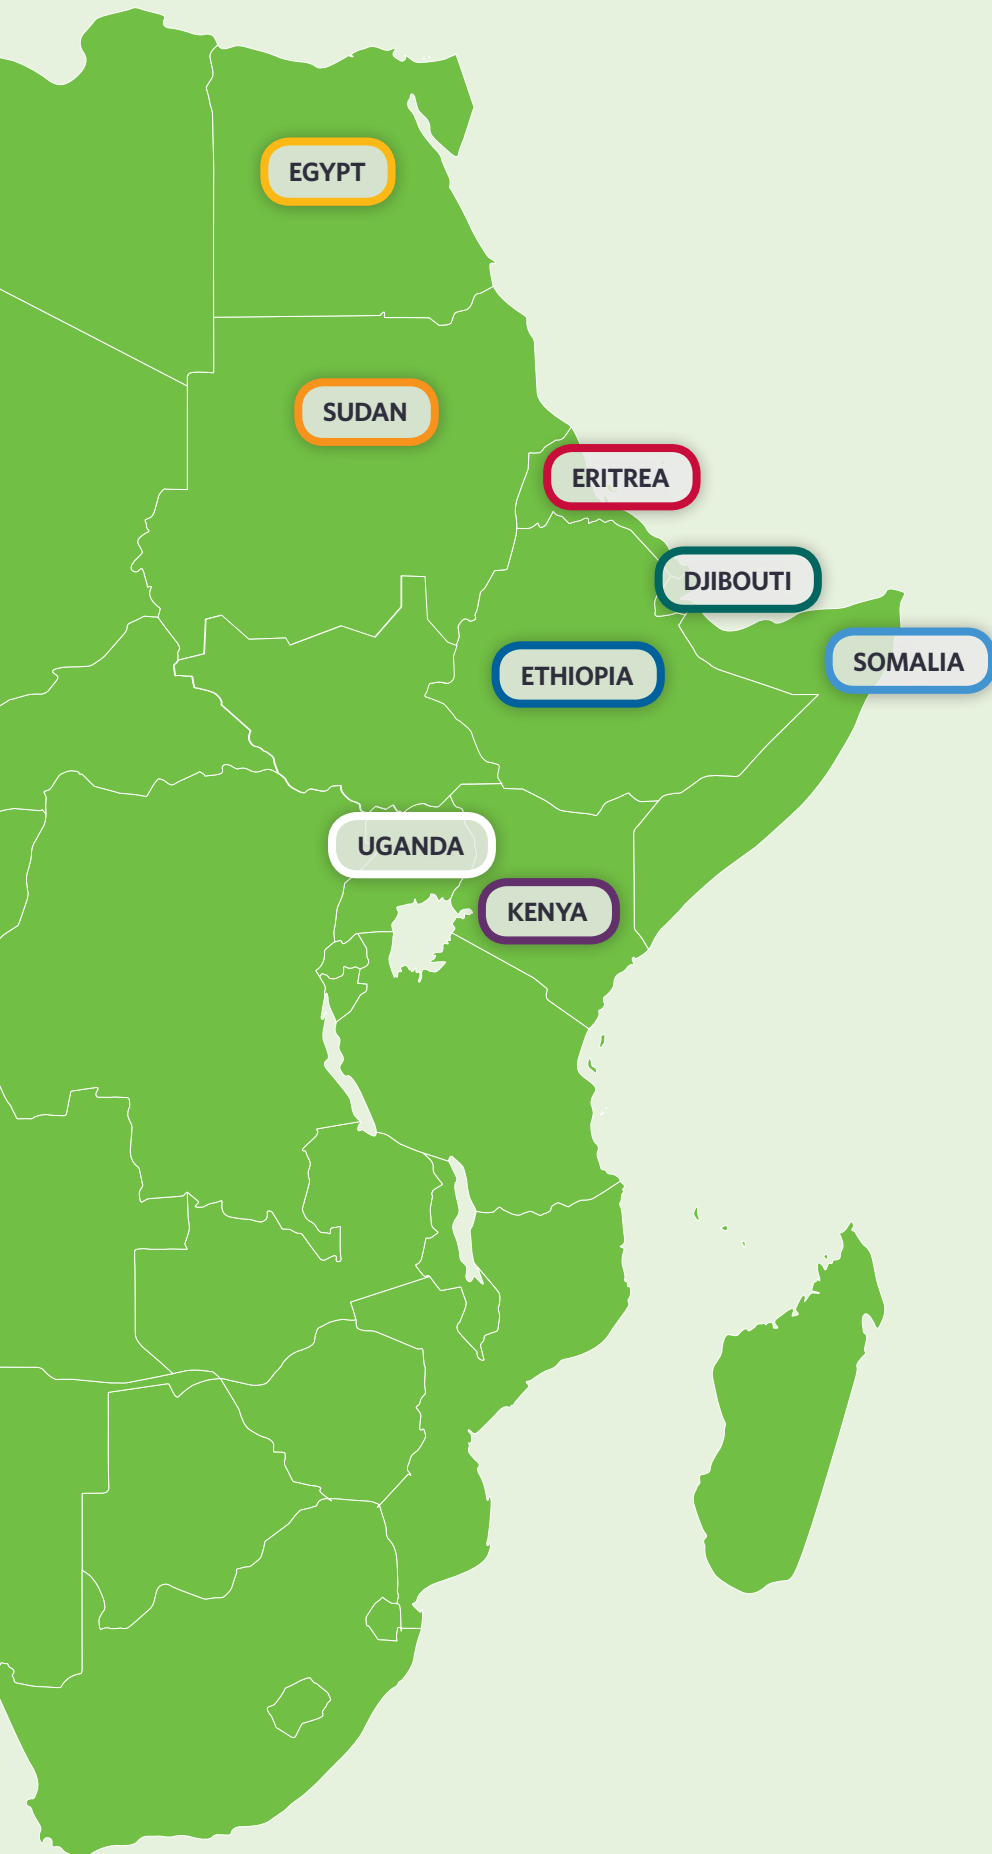 EGYPT
SUDAN
ERITREA
DJIBOUTI
SOMALIA
ETHIOPIA
UGANDA
KENYA